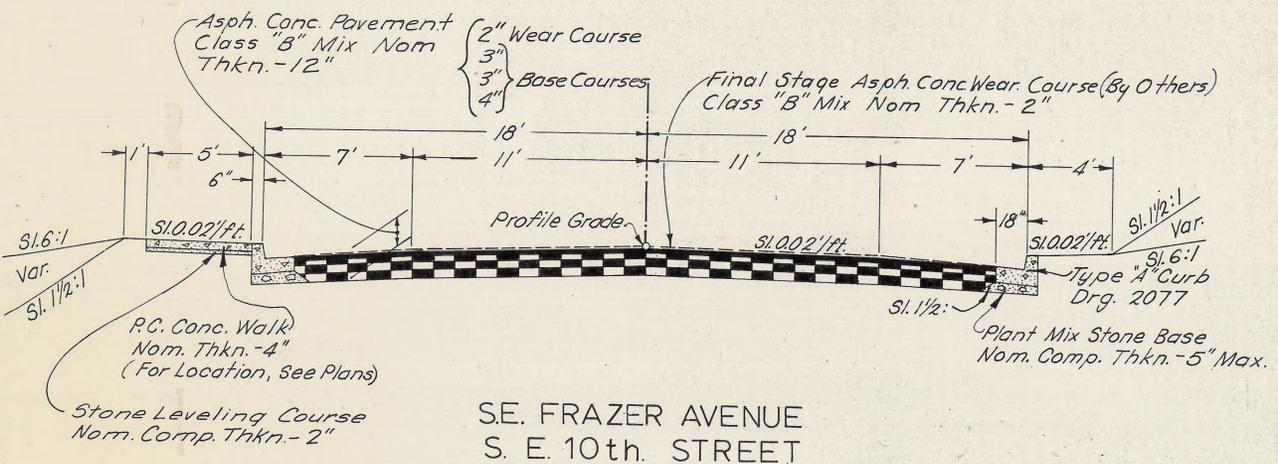 Asph. Conc. Pavement
Class "B" Mix Nom
Thkn.-12"
2" Wear Course
3"
3"
4"
Base Courses
Final Stage Asph. Conc. Wear. Course (By Others)
Class "B" Mix Nom Thkn.- 2"
18'
18'
1'
5'
6"
7'
11'
11'
7'
4'
18"
Sl. 6:1
Var.
Sl. 1½:1
Sl. 0.02'/ft.
Profile Grade
Sl. 0.02'/ft.
Sl. 0.02'/ft.
Sl. 1½:1
Var.
Sl. 6:1
Type "A" Curb
Drg. 2077
Sl. 1½:
Plant Mix Stone Base
Nom. Comp. Thkn.-5" Max.
P.C. Conc. Walk
Nom. Thkn.-4"
(For Location, See Plans)
Stone Leveling Course
Nom. Comp. Thkn.- 2"
S.E. FRAZER AVENUE
S. E. 10th. STREET